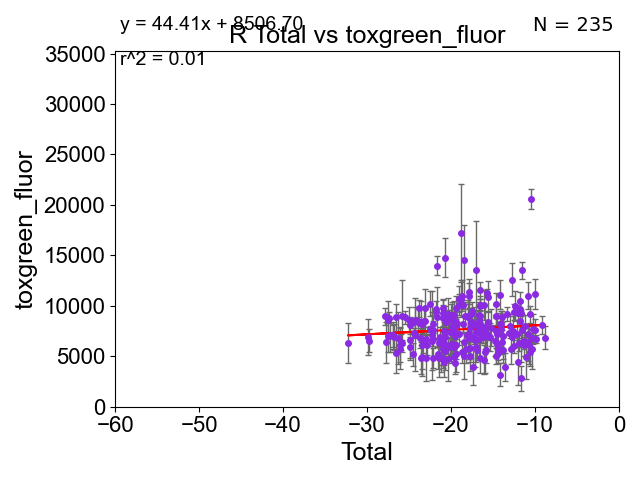 y = 44.41x + 8506.70
N = 235
R Total vs toxgreen_fluor
r^2 = 0.01
toxgreen_fluor
35000
30000
25000
20000
15000
10000
5000
0
−60 −50 −40 −30 −20 −10 0
Total